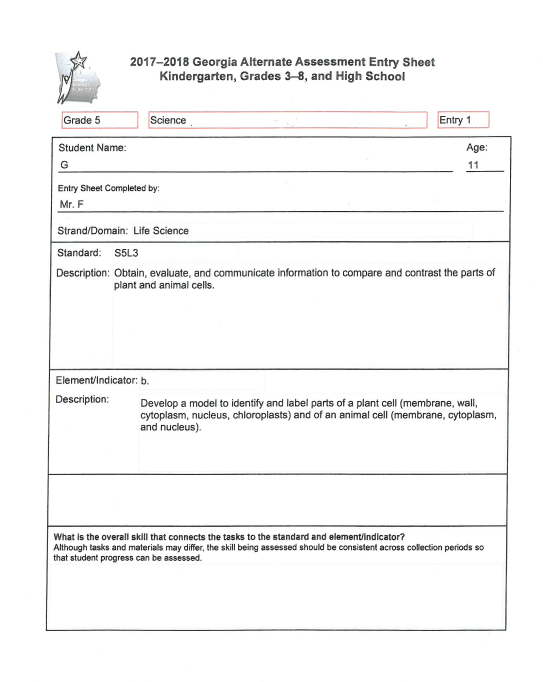 2017–2018 Georgia Alternate Assessment Entry Sheet
Kindergarten, Grades 3–8, and High School
Grade 5
Science
Entry 1
Student Name:
Age:
G
11
Entry Sheet Completed by:
Mr. F
Strand/Domain: Life Science
Standard: S5L3
Description: Obtain, evaluate, and communicate information to compare and contrast the parts of
plant and animal cells.
Element/Indicator: b.
Description: Develop a model to identify and label parts of a plant cell (membrane, wall,
cytoplasm, nucleus, chloroplasts) and of an animal cell (membrane, cytoplasm,
and nucleus).
What is the overall skill that connects the tasks to the standard and element/indicator?
Although tasks and materials may differ, the skill being assessed should be consistent across collection periods so
that student progress can be assessed.